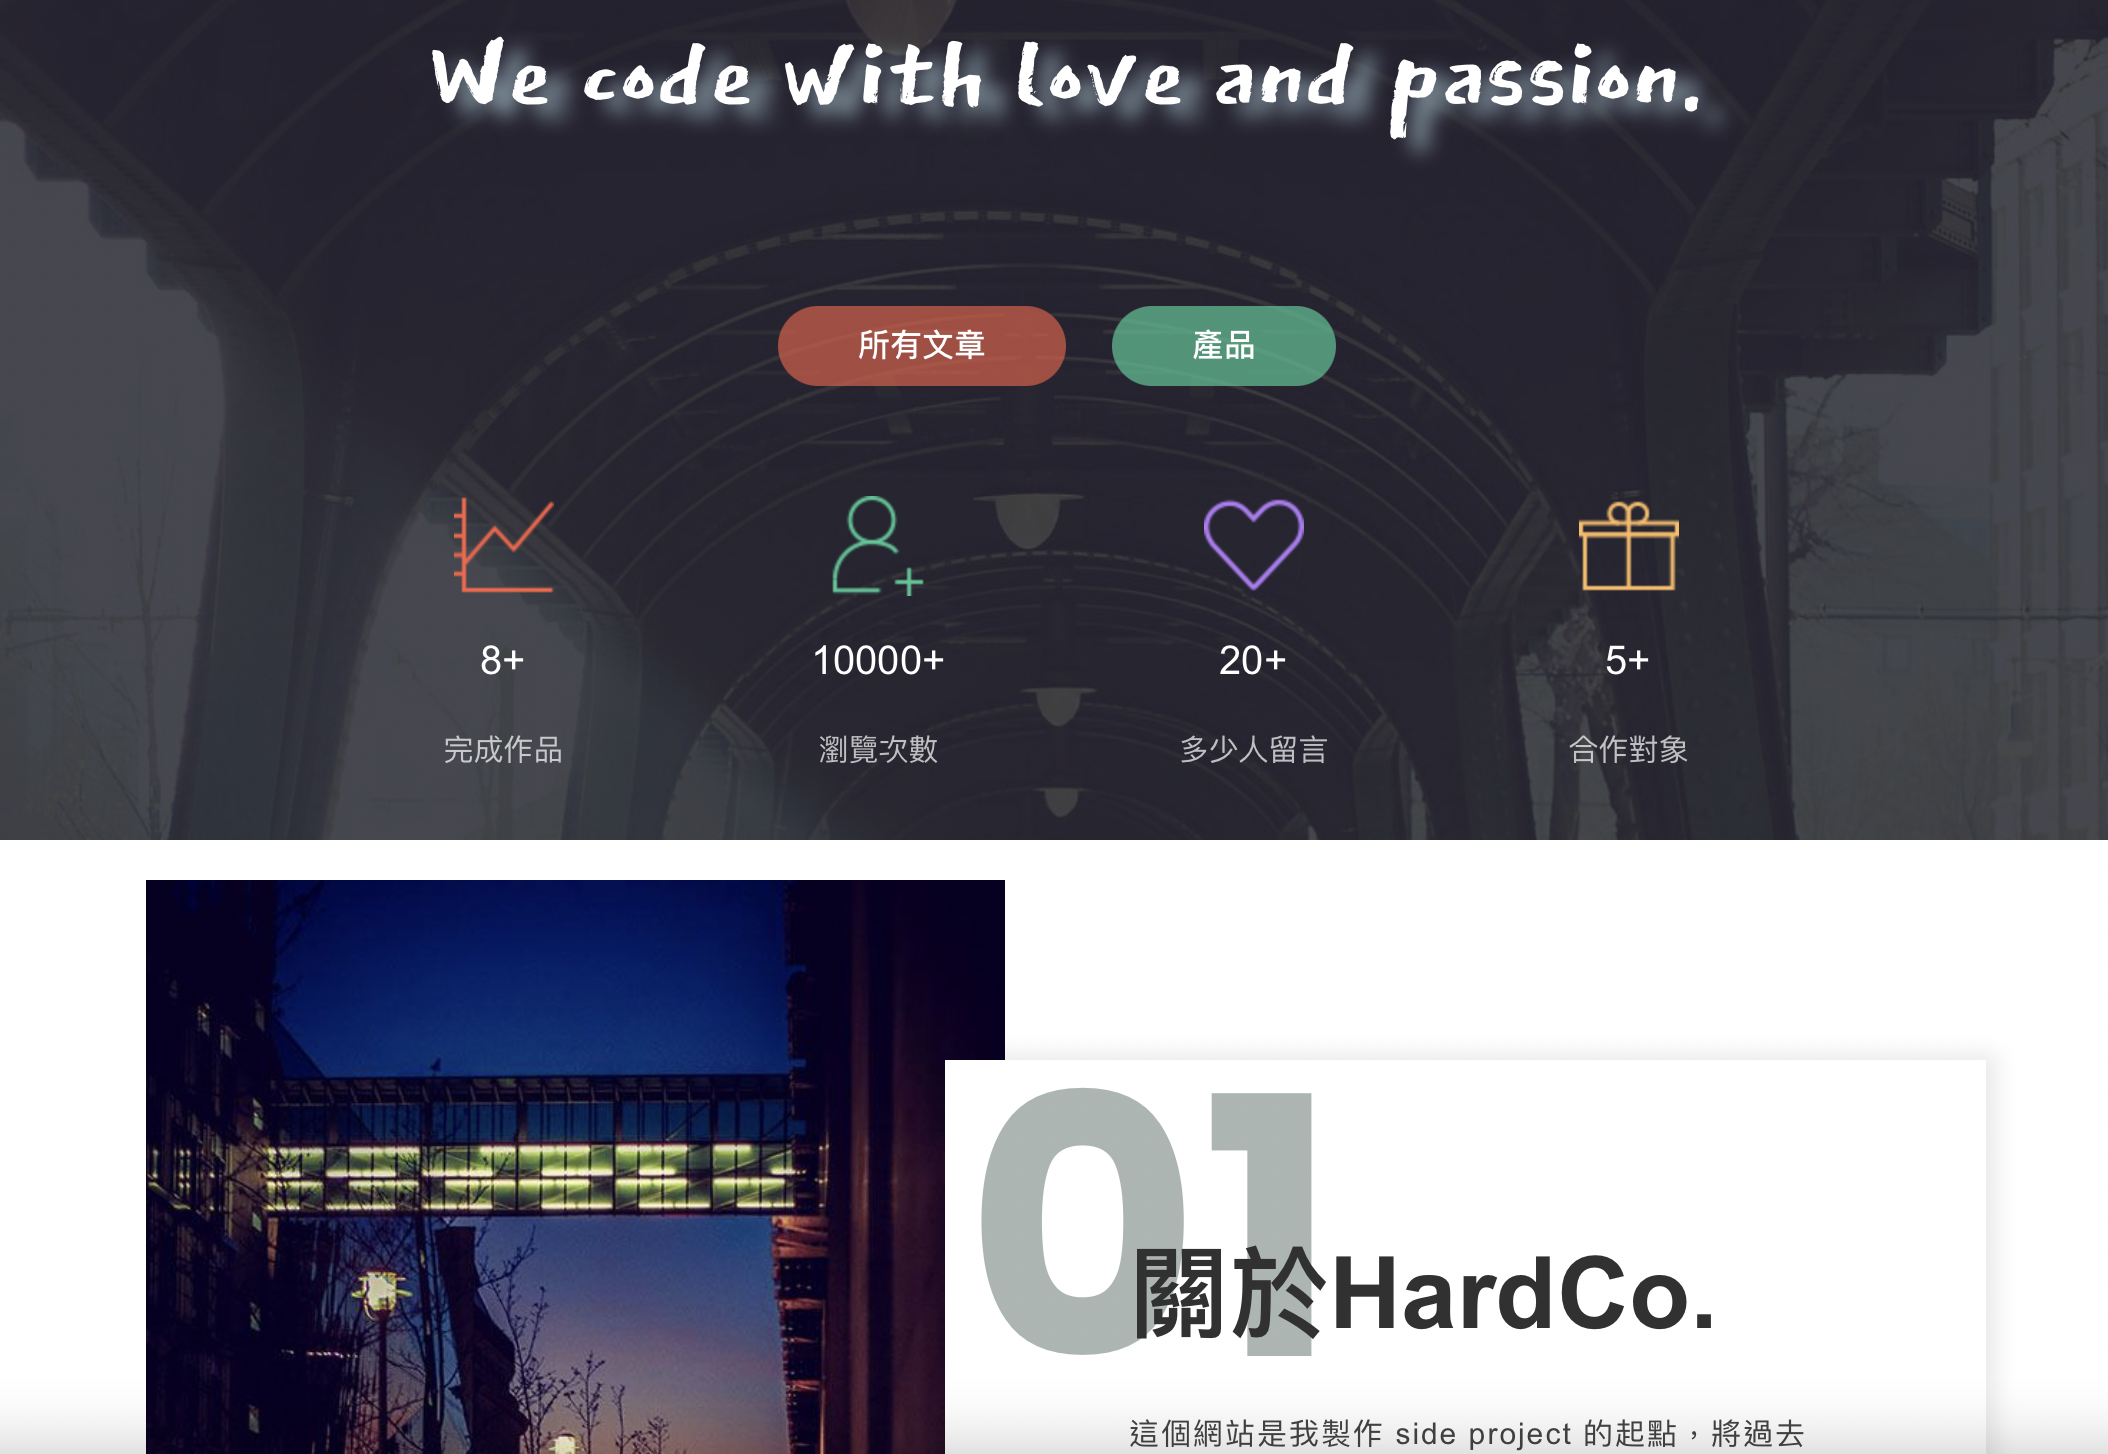 We code with love and passion.
所有文章 產品
8+ 10000+ 20+ 5+
完成作品 瀏覽次數 多少人留言 合作對象
01
關於HardCo.
這個網站是我製作 side project 的起點，將過去